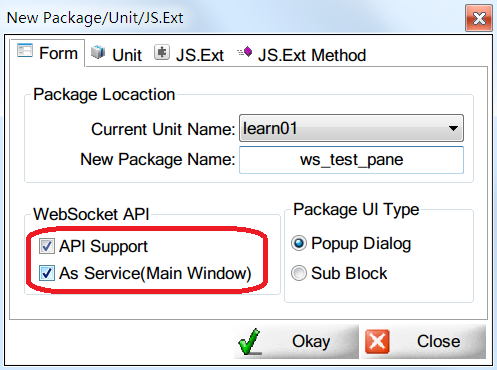 New Package/Unit/JS.Ext
Form Unit JS.Ext JS.Ext Method
Package Locaction
Current Unit Name: learn01
New Package Name: ws_test_pane
WebSocket API
API Support
As Service(Main Window)
Package UI Type
Popup Dialog
Sub Block
Okay Close